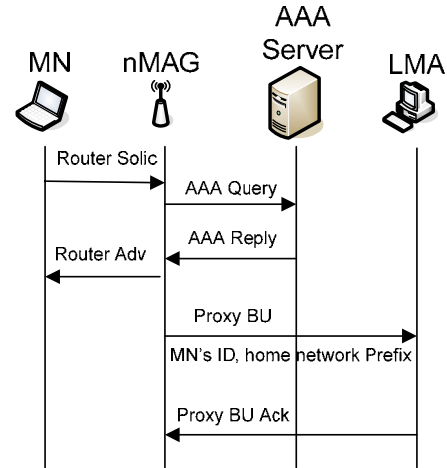 MN
nMAG
AAA
Server
LMA
Router Solic
AAA Query
AAA Reply
Router Adv
Proxy BU
MN's ID, home network Prefix
Proxy BU Ack